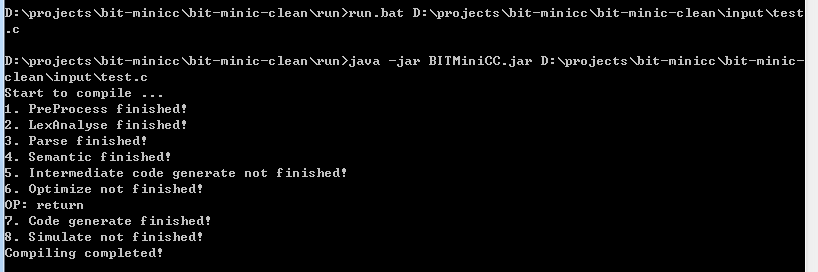 D:\projects\bit-minicc\bit-minic-clean\run>run.bat D:\projects\bit-minicc\bit-minic-clean\input\test
.c
D:\projects\bit-minicc\bit-minic-clean\run>java -jar BITMiniCC.jar D:\projects\bit-minicc\bit-minic-
clean\input\test.c
Start to compile ...
1. PreProcess finished!
2. LexAnalyse finished!
3. Parse finished!
4. Semantic finished!
5. Intermediate code generate not finished!
6. Optimize not finished!
OP: return
7. Code generate finished!
8. Simulate not finished!
Compiling completed!